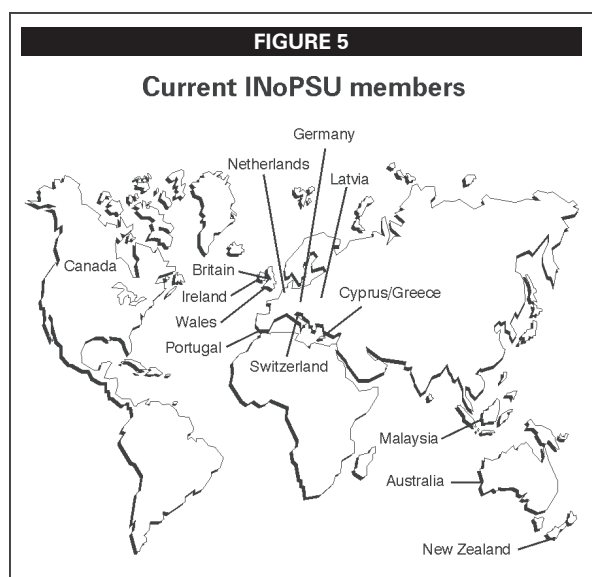 FIGURE 5
Current INoPSU members
Germany
Netherlands
Latvia
Canada
Britain
Ireland
Cyprus/Greece
Wales
Portugal
Switzerland
Malaysia
Australia
New Zealand